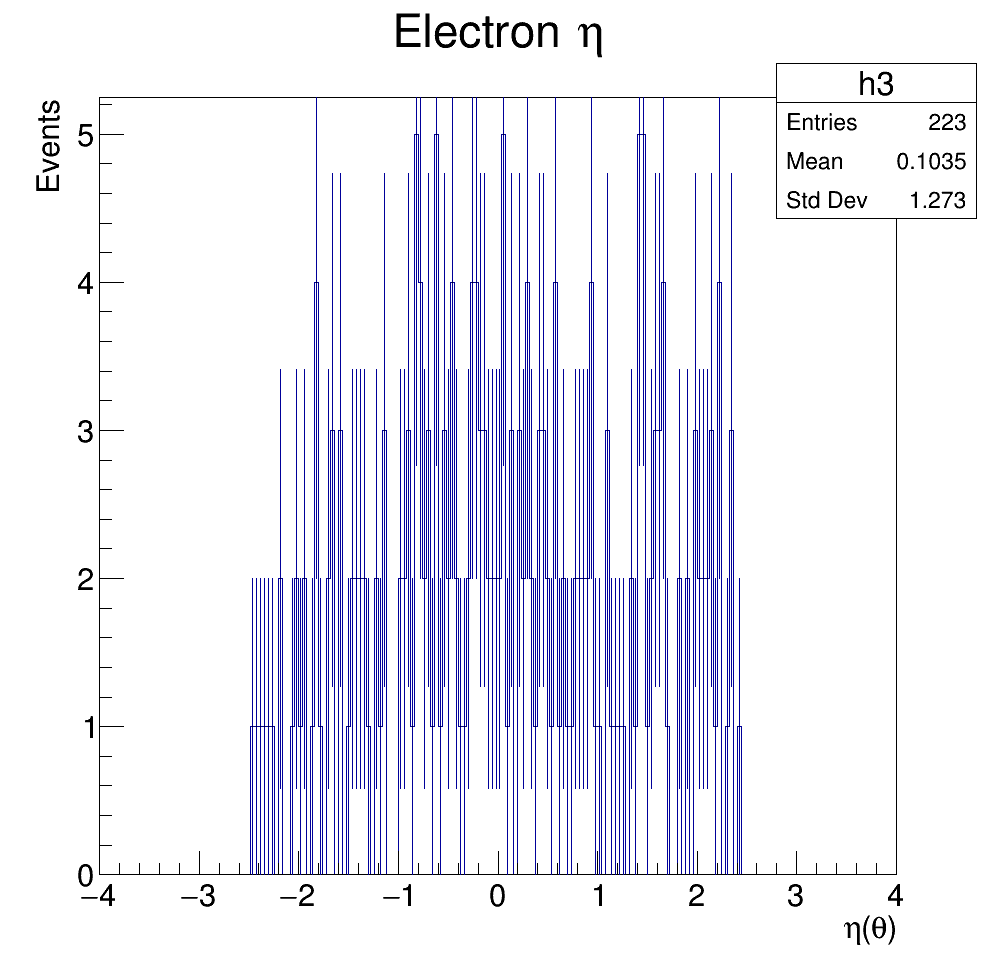 Electron η
h3
Entries 223
Mean 0.1035
Std Dev 1.273
Events
5
4
3
2
1
0
−4 −3 −2 −1 0 1 2 3 4
η(θ)